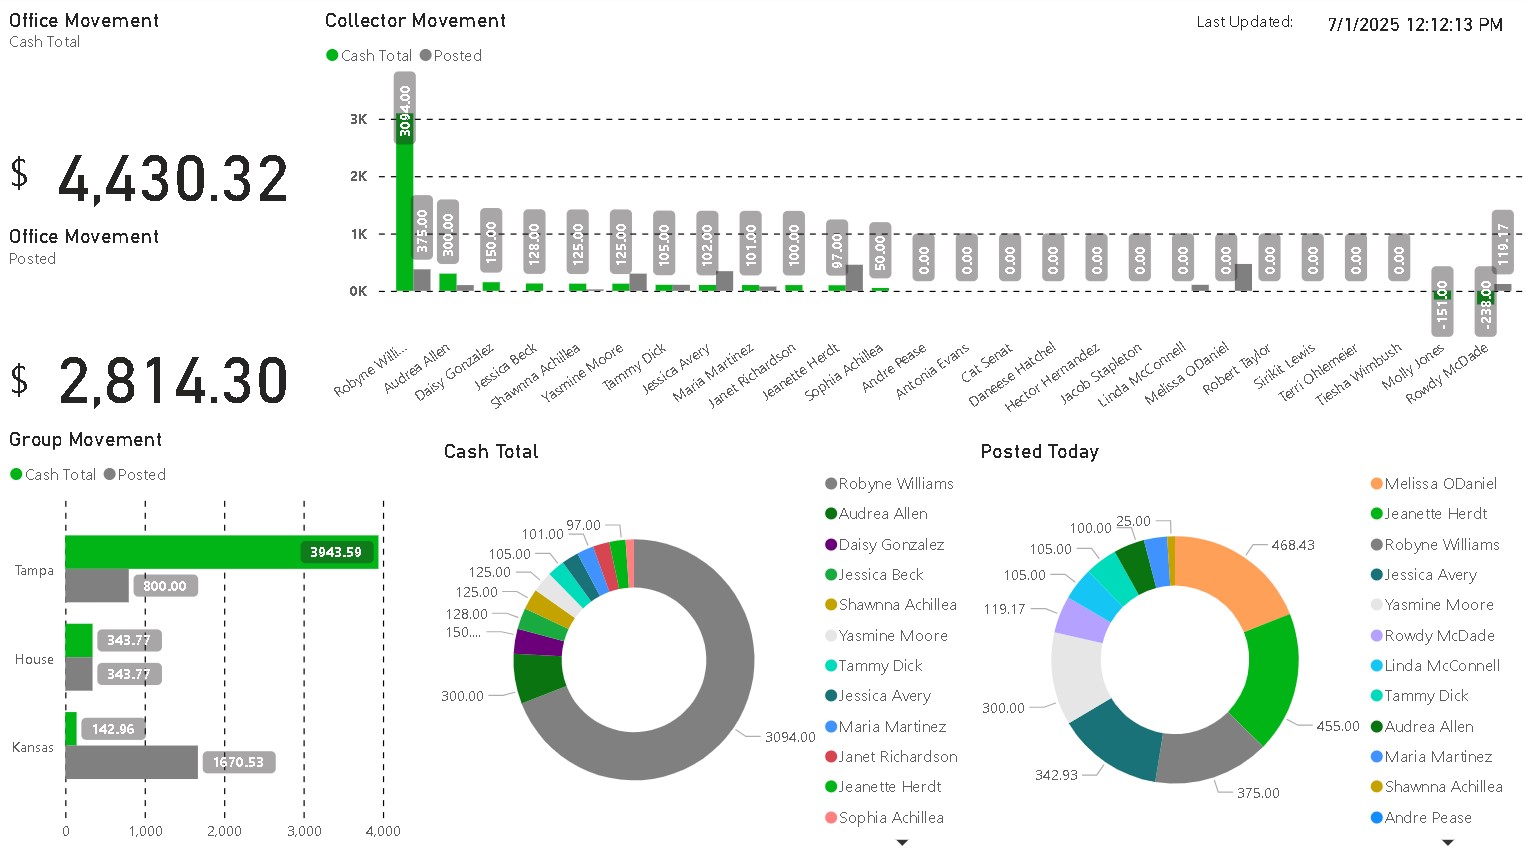 Office Movement
Cash Total
$ 4,430.32
Office Movement
Posted
$ 2,814.30
Collector Movement
Cash Total Posted
Last Updated: 7/1/2025 12:12:13 PM
3K
2K
1K
0K
3094.00
375.00
300.00
150.00
128.00
125.00
125.00
105.00
102.00
101.00
100.00
97.00
50.00
0.00
0.00
0.00
0.00
0.00
0.00
0.00
0.00
0.00
0.00
0.00
0.00
-151.00
-238.00
119.17
Robyne Willi...
Audrea Allen
Daisy Gonzalez
Jessica Beck
Shawnna Achillea
Yasmine Moore
Tammy Dick
Jessica Avery
Maria Martinez
Janet Richardson
Jeanette Herdt
Sophia Achillea
Andre Pease
Antonia Evans
Cat Senat
Daneese Hatchel
Hector Hernandez
Jacob Stapleton
Linda McConnell
Melissa ODaniel
Robert Taylor
Sirikit Lewis
Terri Ohlemeier
Tiesha Wimbush
Molly Jones
Rowdy McDade
Group Movement
Cash Total Posted
Tampa
3943.59
800.00
House
343.77
343.77
Kansas
142.96
1670.53
0 1,000 2,000 3,000 4,000
Cash Total
97.00
101.00
105.00
125.00
125.00
128.00
150....
300.00
3094.00
Robyne Williams
Audrea Allen
Daisy Gonzalez
Jessica Beck
Shawnna Achillea
Yasmine Moore
Tammy Dick
Jessica Avery
Maria Martinez
Janet Richardson
Jeanette Herdt
Sophia Achillea
Posted Today
25.00
100.00
105.00
105.00
119.17
300.00
342.93
375.00
455.00
468.43
Melissa ODaniel
Jeanette Herdt
Robyne Williams
Jessica Avery
Yasmine Moore
Rowdy McDade
Linda McConnell
Tammy Dick
Audrea Allen
Maria Martinez
Shawnna Achillea
Andre Pease